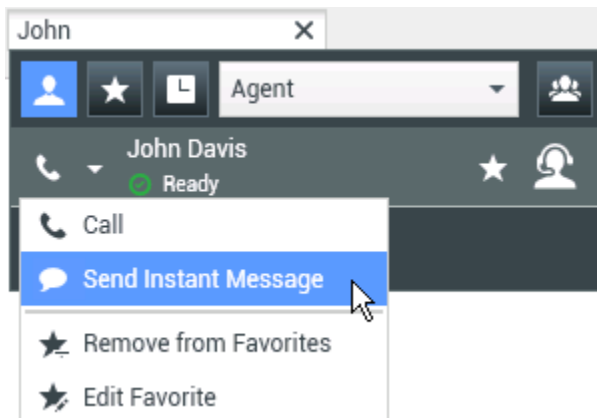 John
Agent
John Davis
Ready
Call
Send Instant Message
Remove from Favorites
Edit Favorite